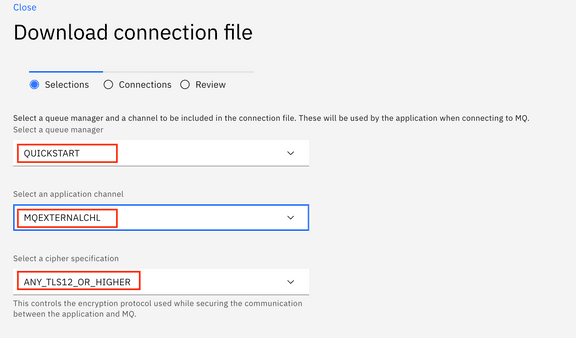 Close
Download connection file
Selections Connections Review
Select a queue manager and a channel to be included in the connection file. These will be used by the application when connecting to MQ.
Select a queue manager
QUICKSTART
Select an application channel
MQEXTERNALCHL
Select a cipher specification
ANY_TLS12_OR_HIGHER
This controls the encryption protocol used while securing the communication
between the application and MQ.